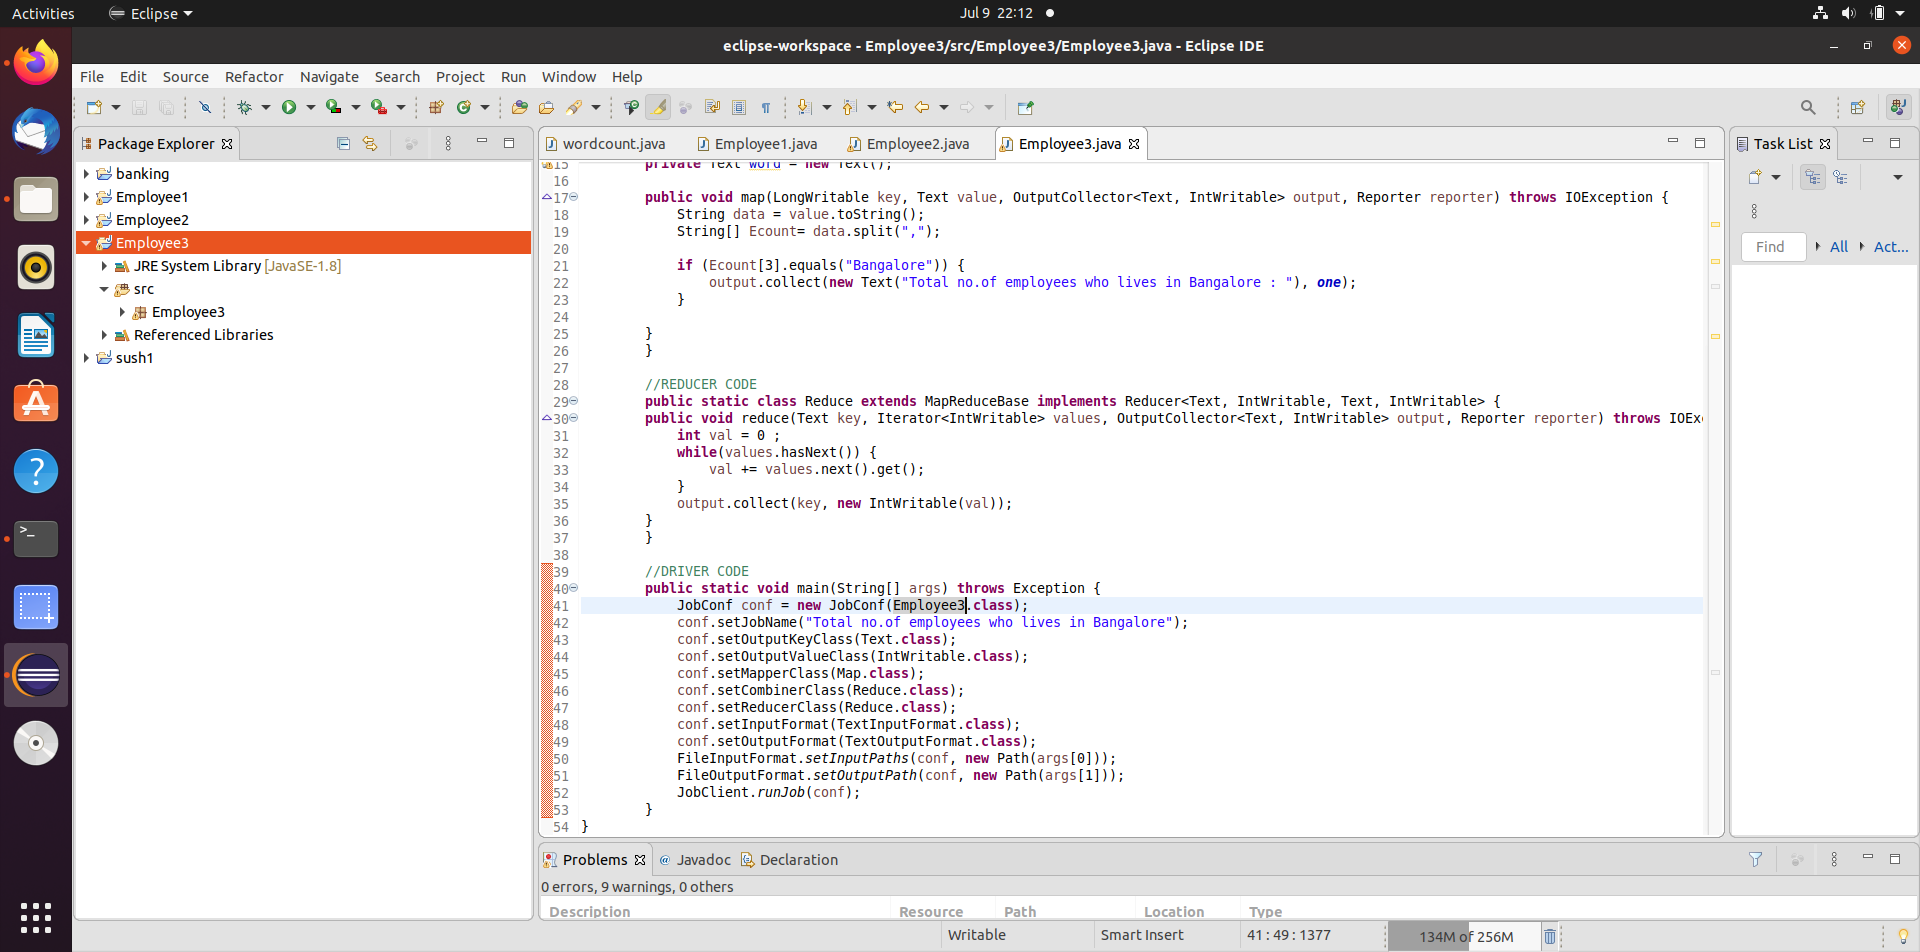 Activities Eclipse Jul 9 22:12
eclipse-workspace - Employee3/src/Employee3/Employee3.java - Eclipse IDE
File Edit Source Refactor Navigate Search Project Run Window Help
Package Explorer
banking
Employee1
Employee2
Employee3
JRE System Library [JavaSE-1.8]
src
Employee3
Referenced Libraries
sush1
wordcount.java Employee1.java Employee2.java Employee3.java
15 private Text word = new Text();
16
17 public void map(LongWritable key, Text value, OutputCollector<Text, IntWritable> output, Reporter reporter) throws IOException {
18 String data = value.toString();
19 String[] Ecount= data.split(",");
20
21 if (Ecount[3].equals("Bangalore")) {
22 output.collect(new Text("Total no.of employees who lives in Bangalore : "), one);
23 }
24
25 }
26 }
27
28 //REDUCER CODE
29 public static class Reduce extends MapReduceBase implements Reducer<Text, IntWritable, Text, IntWritable> {
30 public void reduce(Text key, Iterator<IntWritable> values, OutputCollector<Text, IntWritable> output, Reporter reporter) throws IOEx
31 int val = 0 ;
32 while(values.hasNext()) {
33 val += values.next().get();
34 }
35 output.collect(key, new IntWritable(val));
36 }
37 }
38
39 //DRIVER CODE
40 public static void main(String[] args) throws Exception {
41 JobConf conf = new JobConf(Employee3.class);
42 conf.setJobName("Total no.of employees who lives in Bangalore");
43 conf.setOutputKeyClass(Text.class);
44 conf.setOutputValueClass(IntWritable.class);
45 conf.setMapperClass(Map.class);
46 conf.setCombinerClass(Reduce.class);
47 conf.setReducerClass(Reduce.class);
48 conf.setInputFormat(TextInputFormat.class);
49 conf.setOutputFormat(TextOutputFormat.class);
50 FileInputFormat.setInputPaths(conf, new Path(args[0]));
51 FileOutputFormat.setOutputPath(conf, new Path(args[1]));
52 JobClient.runJob(conf);
53 }
54 }
Task List
Find All Act...
Problems Javadoc Declaration
0 errors, 9 warnings, 0 others
Description Resource Path Location Type
Writable Smart Insert 41 : 49 : 1377 134M of 256M